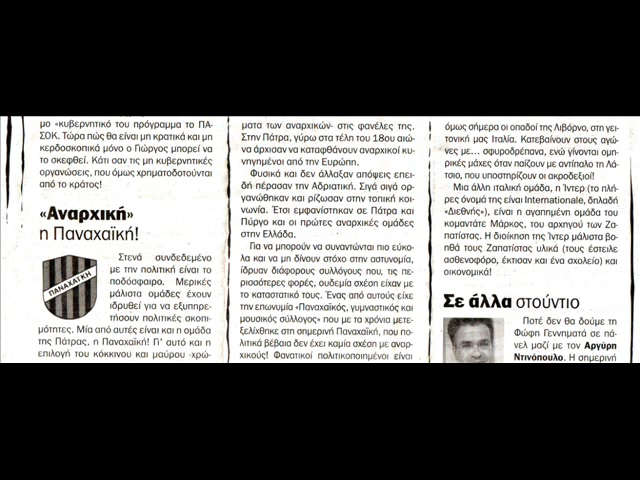 μο «κυβερνητικό του πρόγραμμα το ΠΑ-
ΣΟΚ. Τώρα πώς θα είναι μη κρατικά και μη
κερδοσκοπικά μόνο ο Γιώργος μπορεί να
το σκεφθεί. Κάτι σαν τις μη κυβερνητικές
οργανώσεις, που όμως χρηματοδοτούνται
από το κράτος!
«Αναρχική»
η Παναχαϊκή!
Στενά συνδεδεμένο
με την πολιτική είναι το
ποδόσφαιρο. Μερικές
μάλιστα ομάδες έχουν
ιδρυθεί για να εξυπηρε-
τήσουν πολιτικές σκοπι-
μότητες. Μία από αυτές είναι και η ομάδα
της Πάτρας, η Παναχαϊκή! Γι' αυτό και η
επιλογή του κόκκινου και μαύρου -χρώ-
ΠΑΝΑΧΑΪΚΗ
ματα των αναρχικών- στις φανέλες της.
Στην Πάτρα, γύρω στα τέλη του 18ου αιώ-
να άρχισαν να καταφθάνουν αναρχικοί κυ-
νηγημένοι από την Ευρώπη.
Φυσικά και δεν άλλαξαν απόψεις επει-
δή πέρασαν την Αδριατική. Σιγά σιγά ορ-
γανώθηκαν και ρίζωσαν στην τοπική κοι-
νωνία. Έτσι εμφανίστηκαν σε Πάτρα και
Πύργο και οι πρώτες αναρχικές ομάδες
στην Ελλάδα.
Για να μπορούν να συναντώνται πιο εύκο-
λα και να μη δίνουν στόχο στην αστυνομία,
ίδρυαν διάφορους συλλόγους που, τις πε-
ρισσότερες φορές, ουδεμία σχέση είχαν με
το καταστατικό τους. Ένας από αυτούς είχε
την επωνυμία «Παναχαϊκός, γυμναστικός και
μουσικός σύλλογος» που με τα χρόνια μετε-
ξελίχθηκε στη σημερινή Παναχαϊκή, που πο-
λιτικά βέβαια δεν έχει καμία σχέση με αναρ-
χικούς! Φανατικοί πολιτικοποιημένοι είναι
όμως σήμερα οι οπαδοί της Λιβόρνο, στη γει-
τονική μας Ιταλία. Κατεβαίνουν στους αγώ-
νες με... σφυροδρέπανα, ενώ γίνονται ομη-
ρικές μάχες όταν παίζουν με αντίπαλο τη Λά-
τσιο, που υποστηρίζουν οι ακροδεξιοί!
Μια άλλη ιταλική ομάδα, η Ίντερ (το πλή-
ρες όνομά της είναι Internationale, δηλαδή
«Διεθνής»), είναι η αγαπημένη ομάδα του
κομαντάτε Μάρκος, του αρχηγού των Ζα-
πατίστας. Η διοίκηση της Ίντερ μάλιστα βο-
ηθά τους Ζαπατίστας υλικά (τους έστειλε
ασθενοφόρο, έκτισαν και ένα σχολείο) και
οικονομικά!
Σε άλλα στούντιο
Ποτέ δεν θα δούμε τη
Φώφη Γεννηματά σε πά-
νελ μαζί με τον Αργύρη
Ντινόπουλο. Η σημερινή